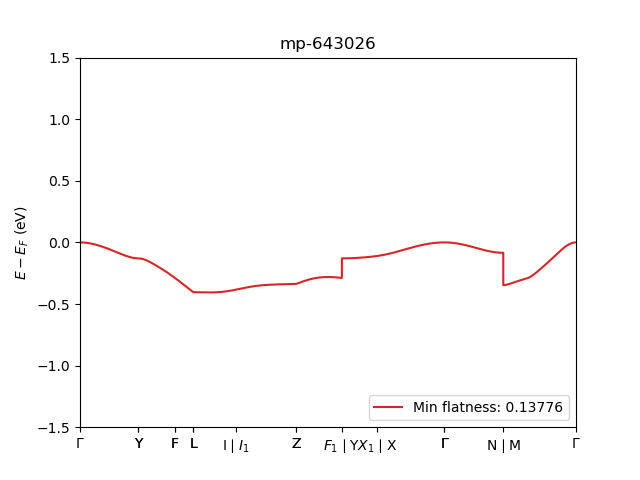 mp-643026
E − E_F (eV)
1.5
1.0
0.5
0.0
−0.5
−1.0
−1.5
Min flatness: 0.13776
Γ Y F L I | I₁ Z F₁ | Y X₁ | X Γ N | M Γ